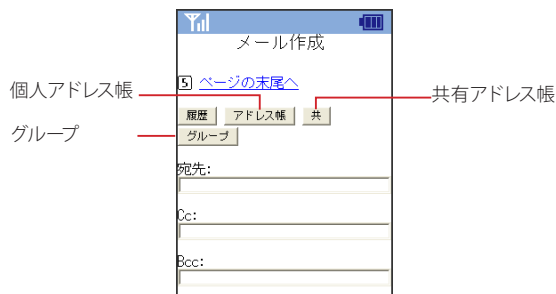 メール作成
5 ページの末尾へ
個人アドレス帳
共有アドレス帳
履歴 アドレス帳 共
グループ
グループ
宛先:
Cc:
Bcc: